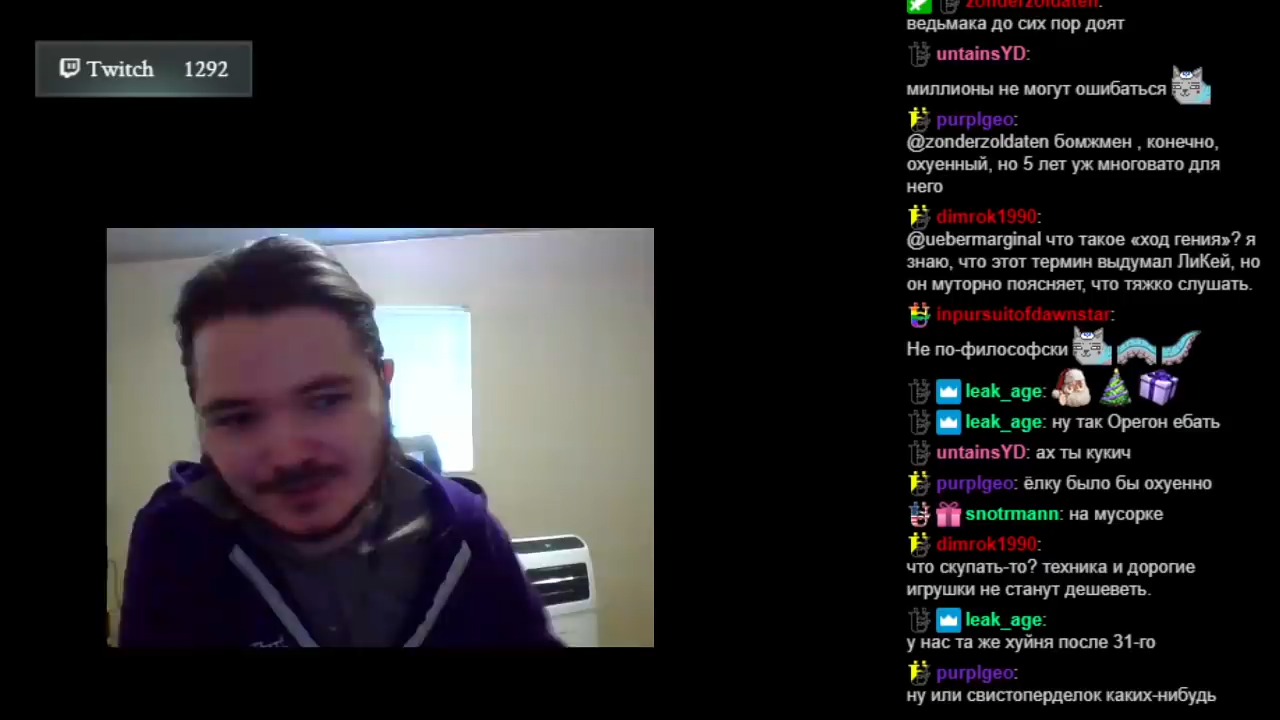 Twitch 1292
zonderzoldaten:
ведьмака до сих пор доят
untainsYD:
миллионы не могут ошибаться
purplgeo:
@zonderzoldaten бомжмен , конечно,
охуенный, но 5 лет уж многовато для
него
dimrok1990:
@uebermarginal что такое «ход гения»? я
знаю, что этот термин выдумал ЛиКей, но
он муторно поясняет, что тяжко слушать.
inpursuitofdawnstar:
Не по-философски
leak_age:
leak_age: ну так Орегон ебать
untainsYD: ах ты кукич
purplgeo: ёлку было бы охуенно
snotrmann: на мусорке
dimrok1990:
что скупать-то? техника и дорогие
игрушки не станут дешеветь.
leak_age:
у нас та же хуйня после 31-го
purplgeo:
ну или свистоперделок каких-нибудь